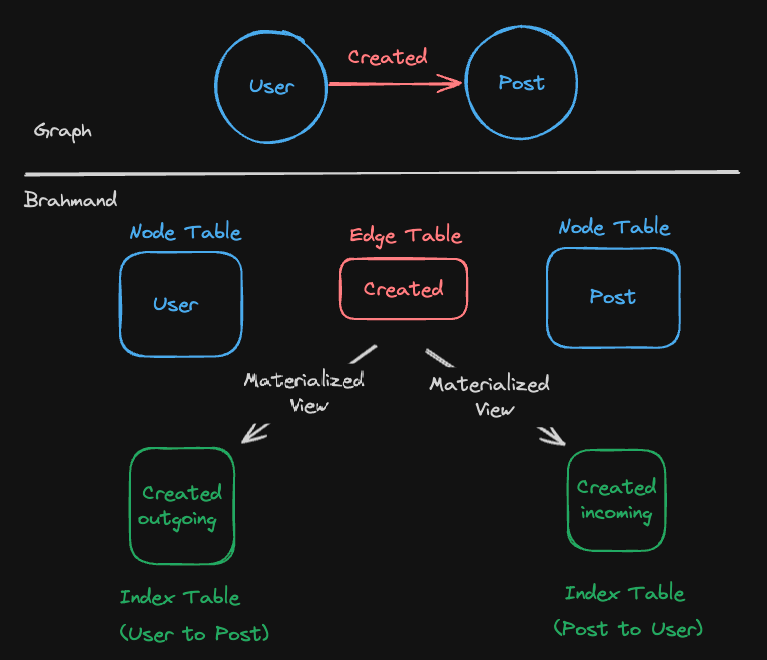 Created
User
Post
Graph
Brahmand
Node Table
Edge Table
Node Table
User
Created
Post
Materialized
View
Materialized
View
Created
outgoing
Created
incoming
Index Table
(User to Post)
Index Table
(Post to User)